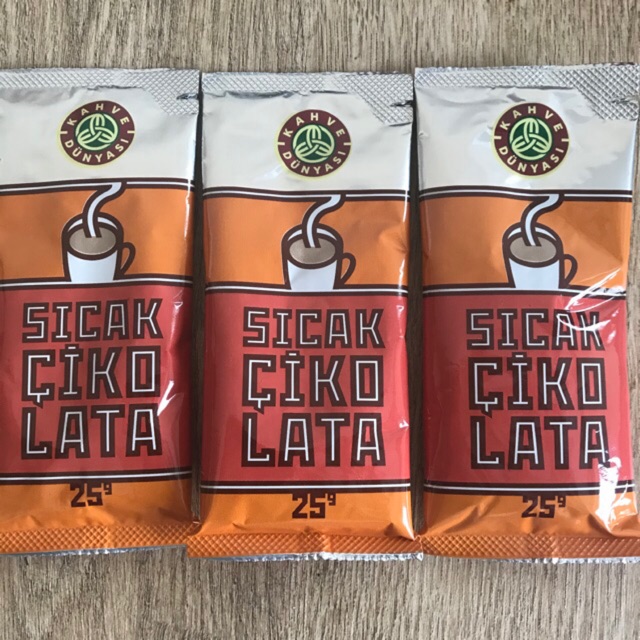 KAHVE
DÜNYASI
SICAK
ÇİKO
LATA
25g
KAHVE
DÜNYASI
SICAK
ÇİKO
LATA
25g
KAHVE
DÜNYASI
SICAK
ÇİKO
LATA
25g